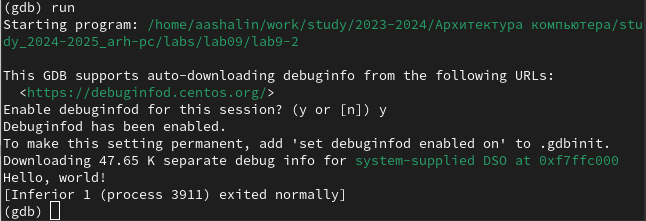 (gdb) run
Starting program: /home/aashalin/work/study/2023-2024/Архитектура компьютера/stu
dy_2024-2025_arh-pc/labs/lab09/lab9-2
This GDB supports auto-downloading debuginfo from the following URLs:
<https://debuginfod.centos.org/>
Enable debuginfod for this session? (y or [n]) y
Debuginfod has been enabled.
To make this setting permanent, add 'set debuginfod enabled on' to .gdbinit.
Downloading 47.65 K separate debug info for system-supplied DSO at 0xf7ffc000
Hello, world!
[Inferior 1 (process 3911) exited normally]
(gdb)